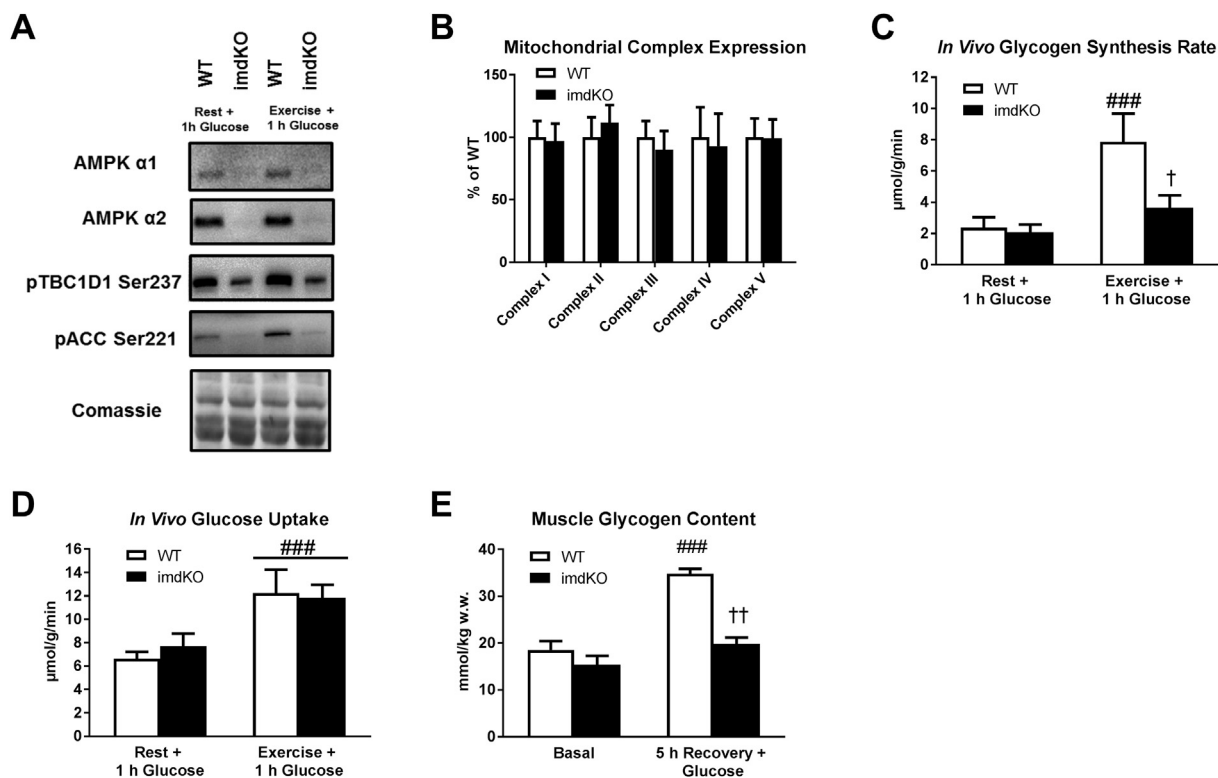 A
WT
imdKO
WT
imdKO
Rest +
1h Glucose
Exercise +
1 h Glucose
AMPK α1
AMPK α2
pTBC1D1 Ser237
pACC Ser221
Comassie
B
Mitochondrial Complex Expression
WT
imdKO
% of WT
150
100
50
0
Complex I
Complex II
Complex III
Complex IV
Complex V
C
In Vivo Glycogen Synthesis Rate
WT
imdKO
###
†
µmol/g/min
12
10
8
6
4
2
0
Rest +
1 h Glucose
Exercise +
1 h Glucose
D
In Vivo Glucose Uptake
WT
imdKO
###
µmol/g/min
16
14
12
10
8
6
4
2
0
Rest +
1 h Glucose
Exercise +
1 h Glucose
E
Muscle Glycogen Content
WT
imdKO
###
††
mmol/kg w.w.
40
30
20
10
0
Basal
5 h Recovery +
Glucose